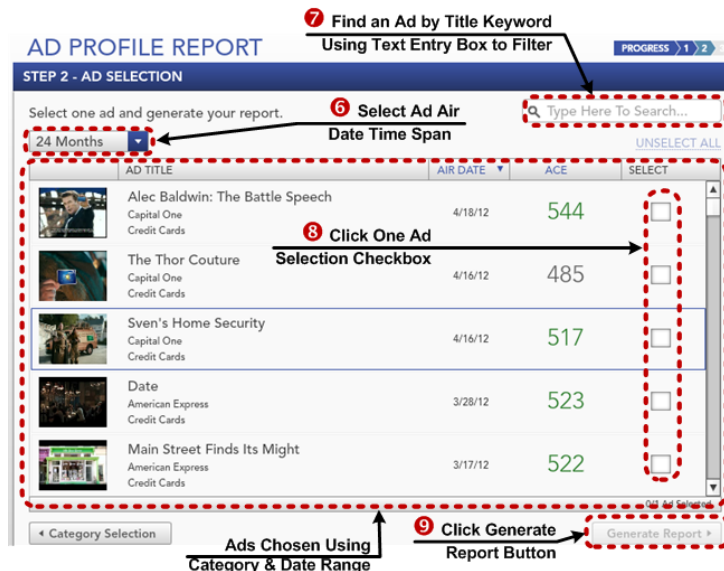 7 Find an Ad by Title Keyword
Using Text Entry Box to Filter
AD PROFILE REPORT
PROGRESS 1 2
STEP 2 - AD SELECTION
Select one ad and generate your report.
6 Select Ad Air
Date Time Span
Type Here To Search...
24 Months
UNSELECT ALL
AD TITLE AIR DATE ACE SELECT
Alec Baldwin: The Battle Speech
Capital One
Credit Cards
4/18/12 544
8 Click One Ad
Selection Checkbox
The Thor Couture
Capital One
Credit Cards
4/16/12 485
Sven's Home Security
Capital One
Credit Cards
4/16/12 517
Date
American Express
Credit Cards
3/28/12 523
Main Street Finds Its Might
American Express
Credit Cards
3/17/12 522
0/1 Ad Selected
Category Selection
Ads Chosen Using
Category & Date Range
9 Click Generate
Report Button
Generate Report